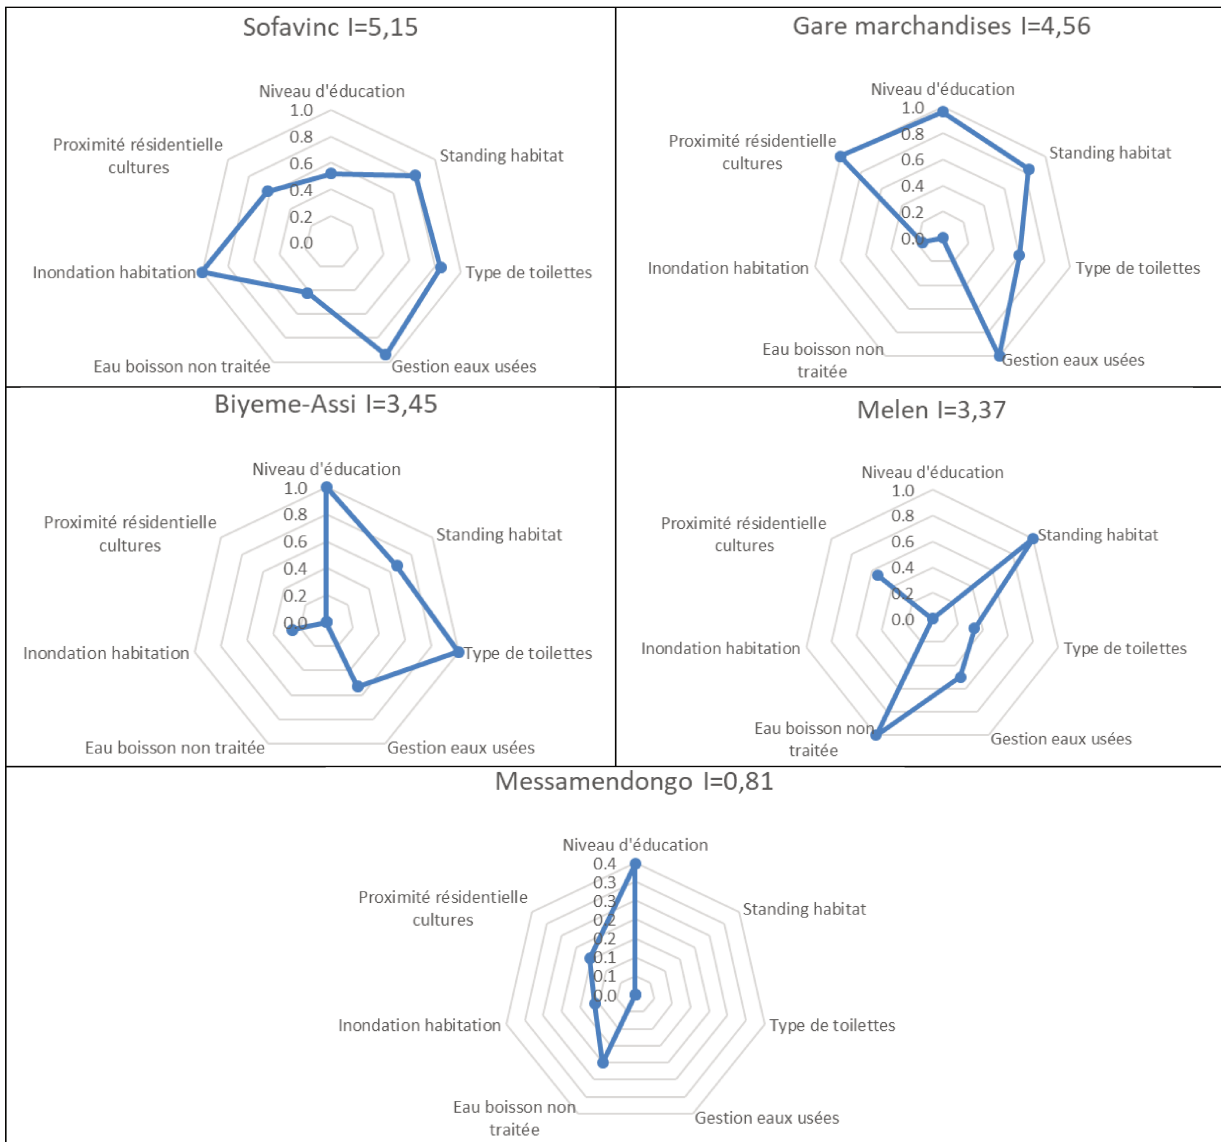 Sofavinc I=5,15
Niveau d'éducation
1.0
0.8
0.6
0.4
0.2
0.0
Standing habitat
Type de toilettes
Gestion eaux usées
Eau boisson non traitée
Inondation habitation
Proximité résidentielle
cultures
Gare marchandises I=4,56
Niveau d'éducation
1.0
0.8
0.6
0.4
0.2
0.0
Standing habitat
Type de toilettes
Gestion eaux usées
Eau boisson non
traitée
Inondation habitation
Proximité résidentielle
cultures
Biyeme-Assi I=3,45
Niveau d'éducation
1.0
0.8
0.6
0.4
0.2
0.0
Standing habitat
Type de toilettes
Gestion eaux usées
Eau boisson non traitée
Inondation habitation
Proximité résidentielle
cultures
Melen I=3,37
Niveau d'éducation
1.0
0.8
0.6
0.4
0.2
0.0
Standing habitat
Type de toilettes
Gestion eaux usées
Eau boisson non
traitée
Inondation habitation
Proximité résidentielle
cultures
Messamendongo I=0,81
Niveau d'éducation
0.4
0.3
0.3
0.2
0.2
0.1
0.1
0.0
Standing habitat
Type de toilettes
Gestion eaux usées
Eau boisson non
traitée
Inondation habitation
Proximité résidentielle
cultures